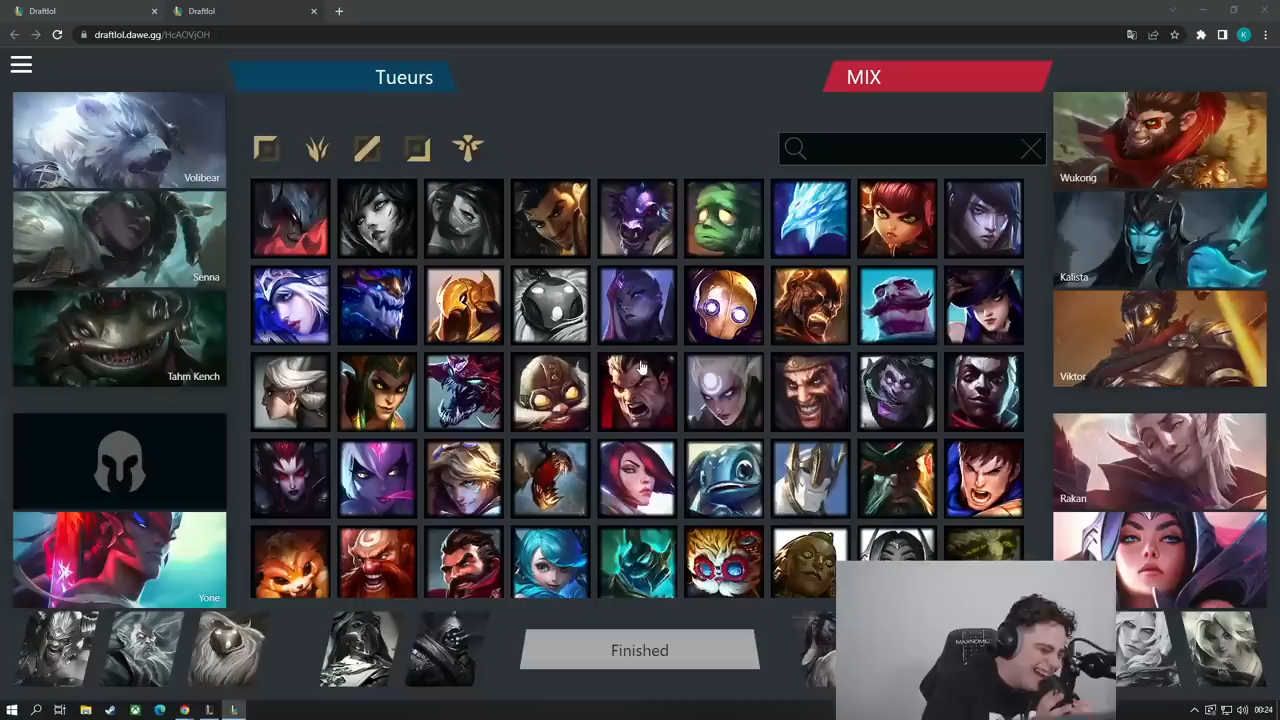 Draftlol
Draftlol
draftlol.dawe.gg/HcAOVjOH
K
Tueurs
MIX
Volibear
Senna
Tahm Kench
Yone
Wukong
Kalista
Viktor
Rakan
Finished
MAXNOMIC
00:24